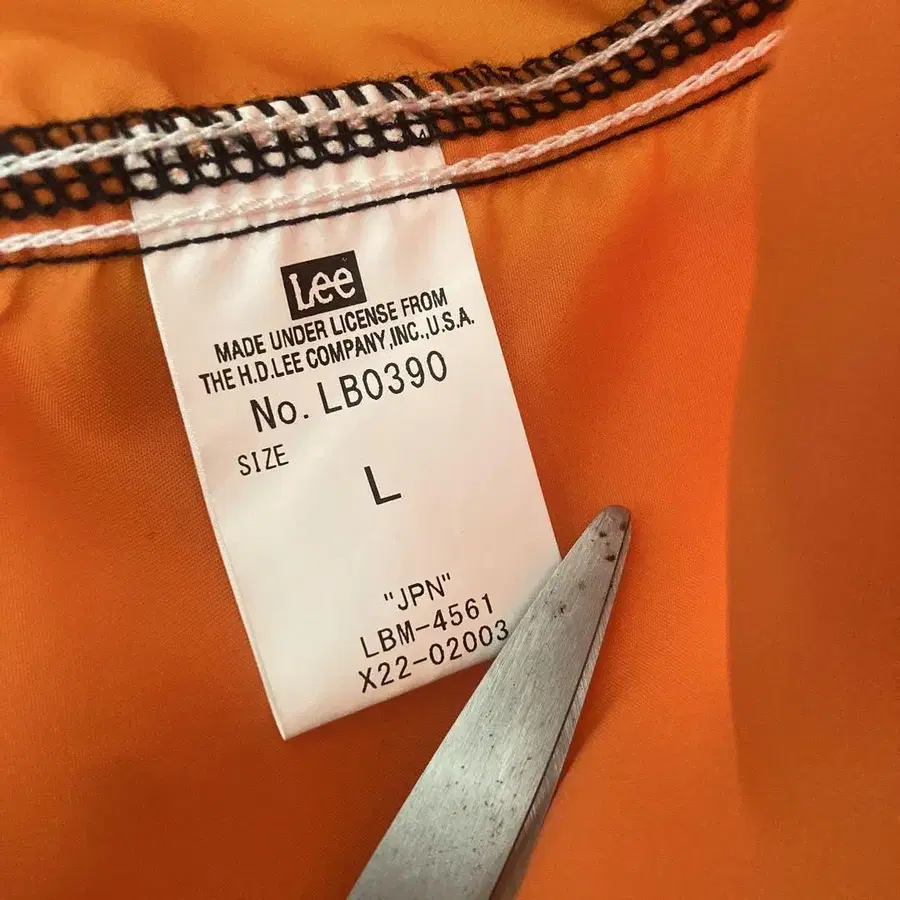 Lee
MADE UNDER LICENSE FROM
THE H.D.LEE COMPANY,INC.,U.S.A.
No. LB0390
SIZE
L
"JPN"
LBM-4561
X22-02003